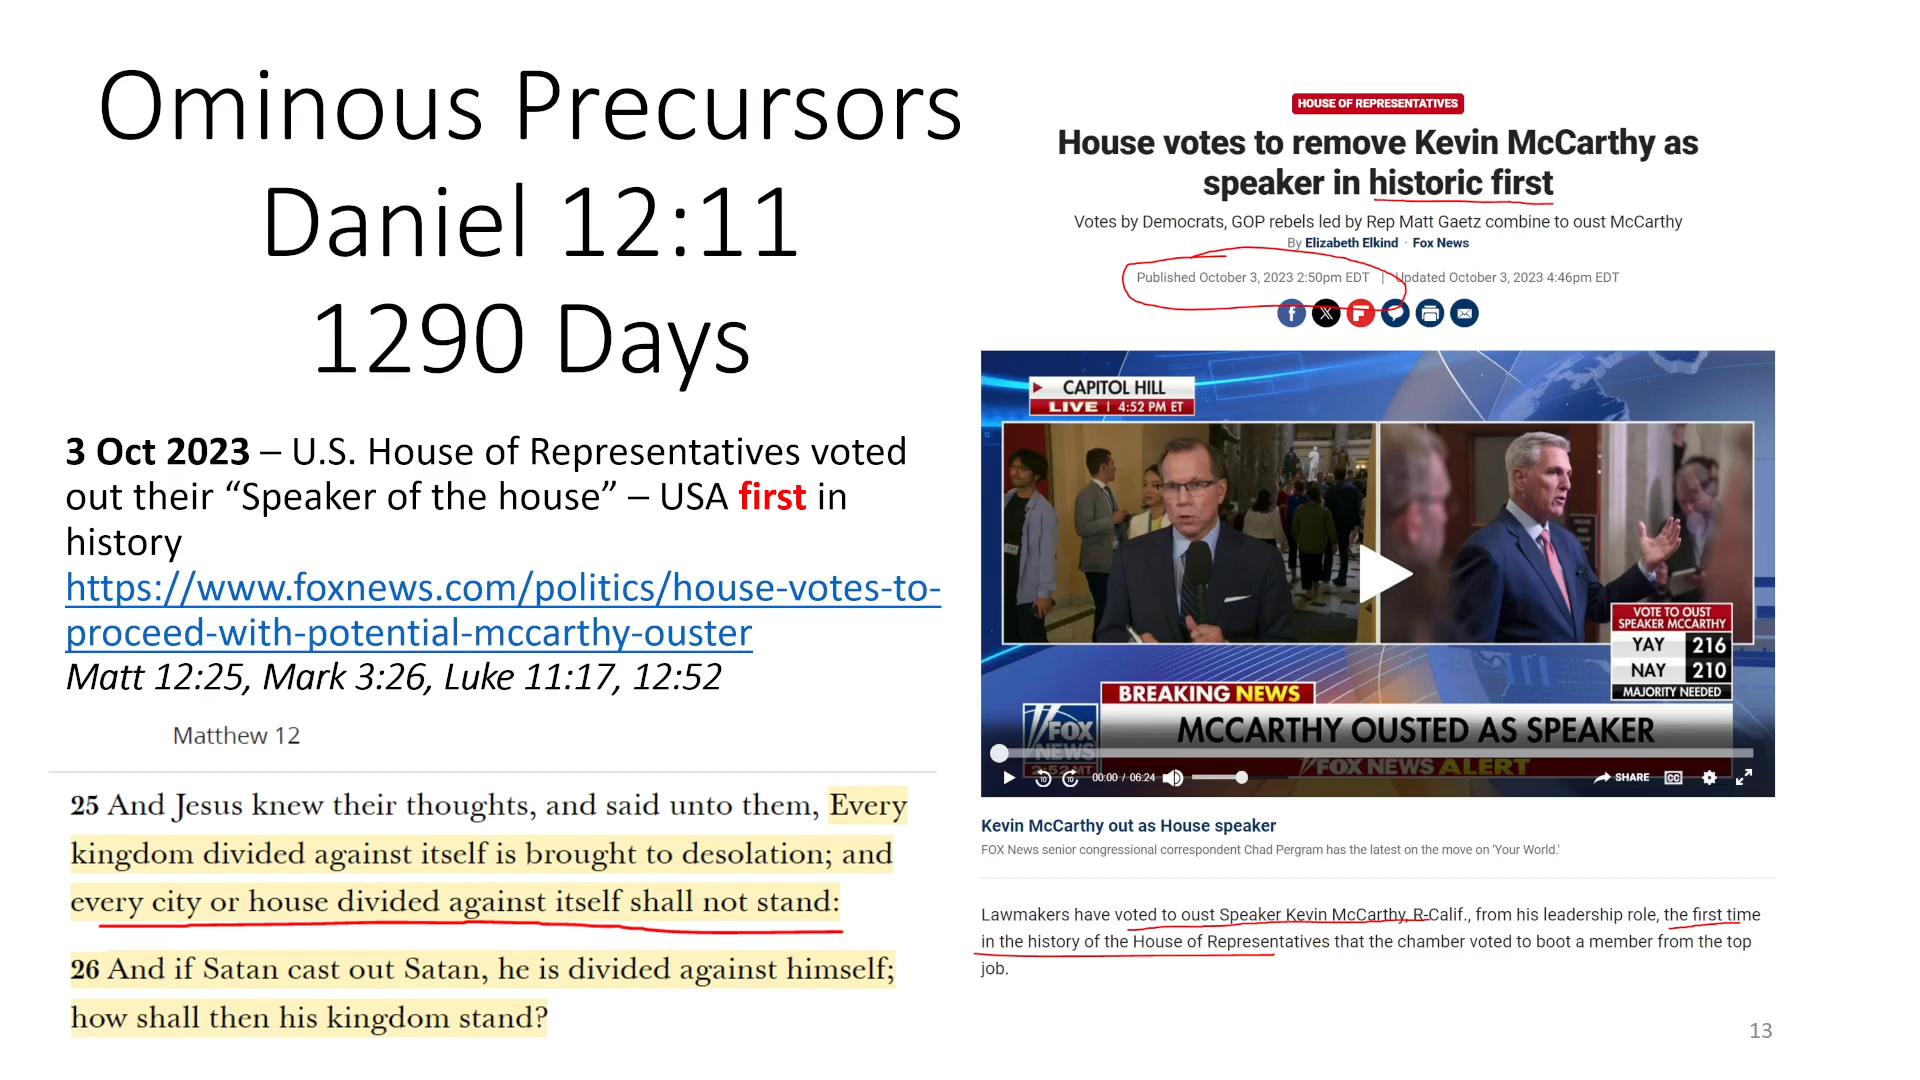 Ominous Precursors
Daniel 12:11
1290 Days
3 Oct 2023 – U.S. House of Representatives voted
out their “Speaker of the house” – USA first in
history
https://www.foxnews.com/politics/house-votes-to-
proceed-with-potential-mccarthy-ouster
Matt 12:25, Mark 3:26, Luke 11:17, 12:52
Matthew 12
25 And Jesus knew their thoughts, and said unto them, Every
kingdom divided against itself is brought to desolation; and
every city or house divided against itself shall not stand:
26 And if Satan cast out Satan, he is divided against himself;
how shall then his kingdom stand?
HOUSE OF REPRESENTATIVES
House votes to remove Kevin McCarthy as
speaker in historic first
Votes by Democrats, GOP rebels led by Rep Matt Gaetz combine to oust McCarthy
By Elizabeth Elkind · Fox News
Published October 3, 2023 2:50pm EDT | Updated October 3, 2023 4:46pm EDT
CAPITOL HILL
LIVE | 4:52 PM ET
VOTE TO OUST
SPEAKER MCCARTHY
YAY 216
NAY 210
MAJORITY NEEDED
BREAKING NEWS
MCCARTHY OUSTED AS SPEAKER
FOX
NEWS
2:52 MT
FOX NEWS ALERT
10 10 00:00 / 06:24 SHARE CC
Kevin McCarthy out as House speaker
FOX News senior congressional correspondent Chad Pergram has the latest on the move on 'Your World.'
Lawmakers have voted to oust Speaker Kevin McCarthy, R-Calif., from his leadership role, the first time
in the history of the House of Representatives that the chamber voted to boot a member from the top
job.
13